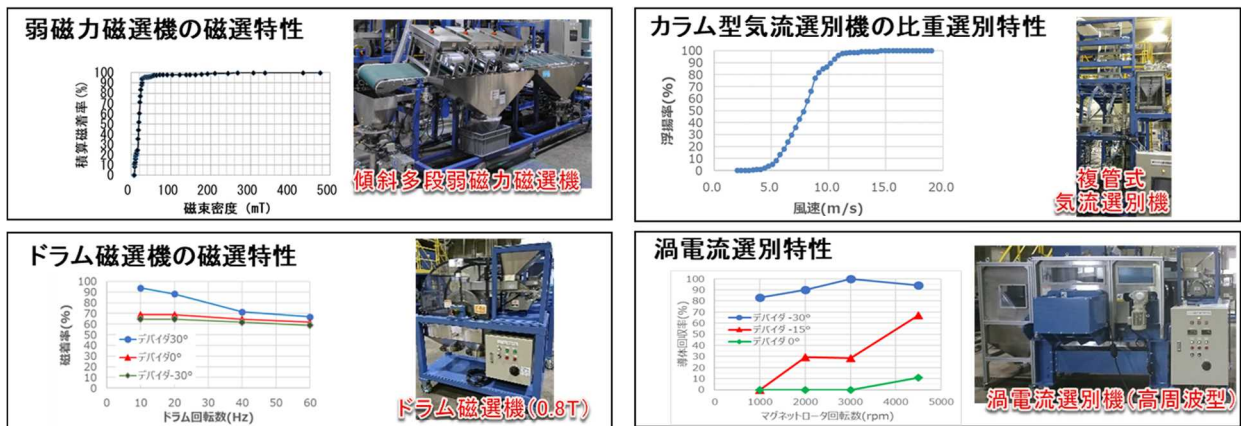 弱磁力磁選機の磁選特性
積算磁着率(%)
100
90
80
70
60
50
40
30
20
10
0
0 100 200 300 400 500
磁束密度 (mT)
傾斜多段弱磁力磁選機
カラム型気流選別機の比重選別特性
浮揚率(%)
100
90
80
70
60
50
40
30
20
10
0
0.0 5.0 10.0 15.0 20.0
風速(m/s)
複管式
気流選別機
ドラム磁選機の磁選特性
磁着率(%)
100
90
80
70
60
50
40
30
20
10
0
デバイダ30°
デバイダ0°
デバイダ-30°
0 10 20 30 40 50 60
ドラム回転数(Hz)
ドラム磁選機(0.8T)
渦電流選別特性
導体回収率(%)
100
90
80
70
60
50
40
30
20
10
0
デバイダ -30°
デバイダ -15°
デバイダ 0°
0 1000 2000 3000 4000 5000
マグネットロータ回転数(rpm)
渦電流選別機(高周波型)